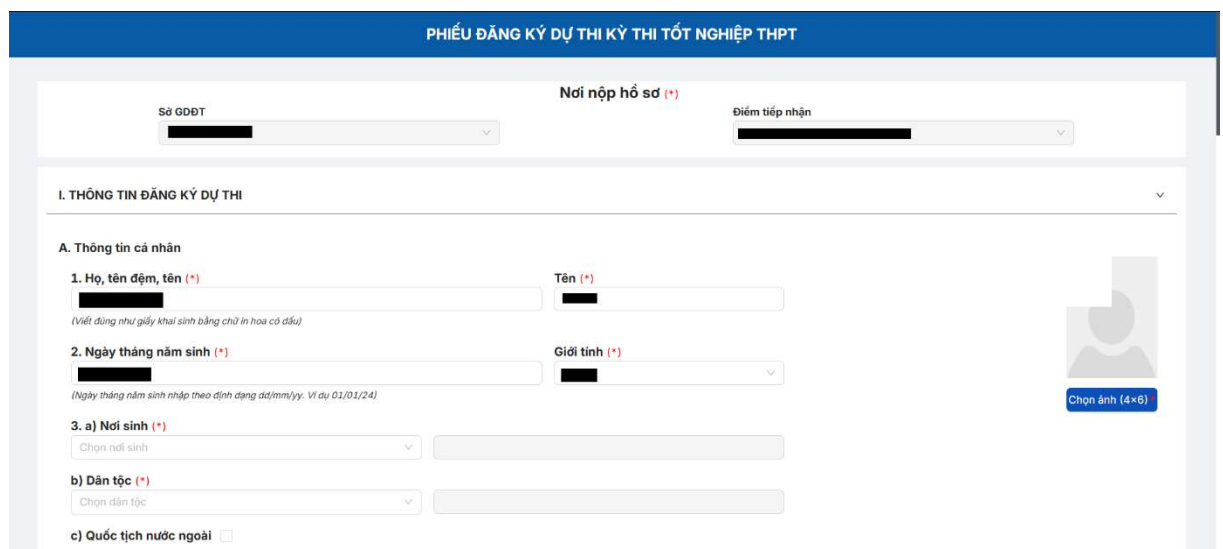 PHIẾU ĐĂNG KÝ DỰ THI KỲ THI TỐT NGHIỆP THPT
Nơi nộp hồ sơ (*)
Sở GDĐT
Điểm tiếp nhận
I. THÔNG TIN ĐĂNG KÝ DỰ THI
A. Thông tin cá nhân
1. Họ, tên đệm, tên (*)
Tên (*)
(Viết đúng như giấy khai sinh bằng chữ in hoa có dấu)
2. Ngày tháng năm sinh (*)
Giới tính (*)
(Ngày tháng năm sinh nhập theo định dạng dd/mm/yy. Ví dụ 01/01/24)
Chọn ảnh (4×6) *
3. a) Nơi sinh (*)
Chọn nơi sinh
b) Dân tộc (*)
Chọn dân tộc
c) Quốc tịch nước ngoài